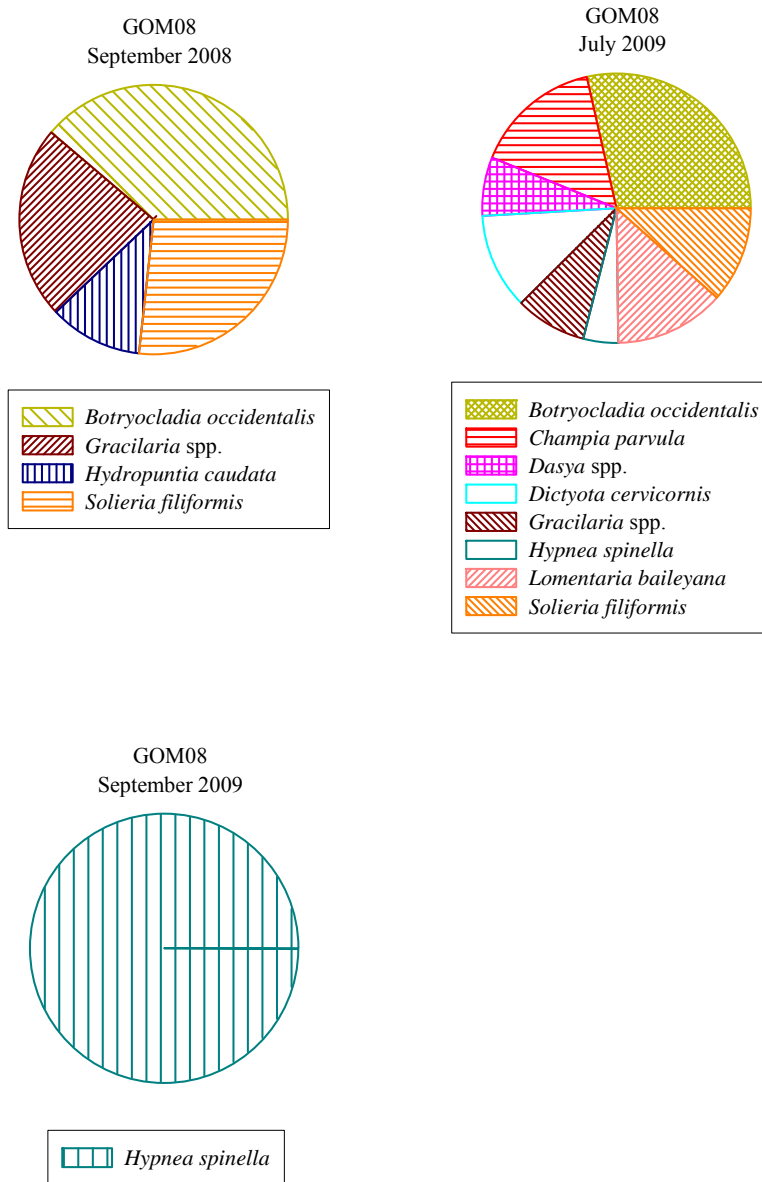 GOM08
September 2008
Botryocladia occidentalis
Gracilaria spp.
Hydropuntia caudata
Solieria filiformis
GOM08
July 2009
Botryocladia occidentalis
Champia parvula
Dasya spp.
Dictyota cervicornis
Gracilaria spp.
Hypnea spinella
Lomentaria baileyana
Solieria filiformis
GOM08
September 2009
Hypnea spinella